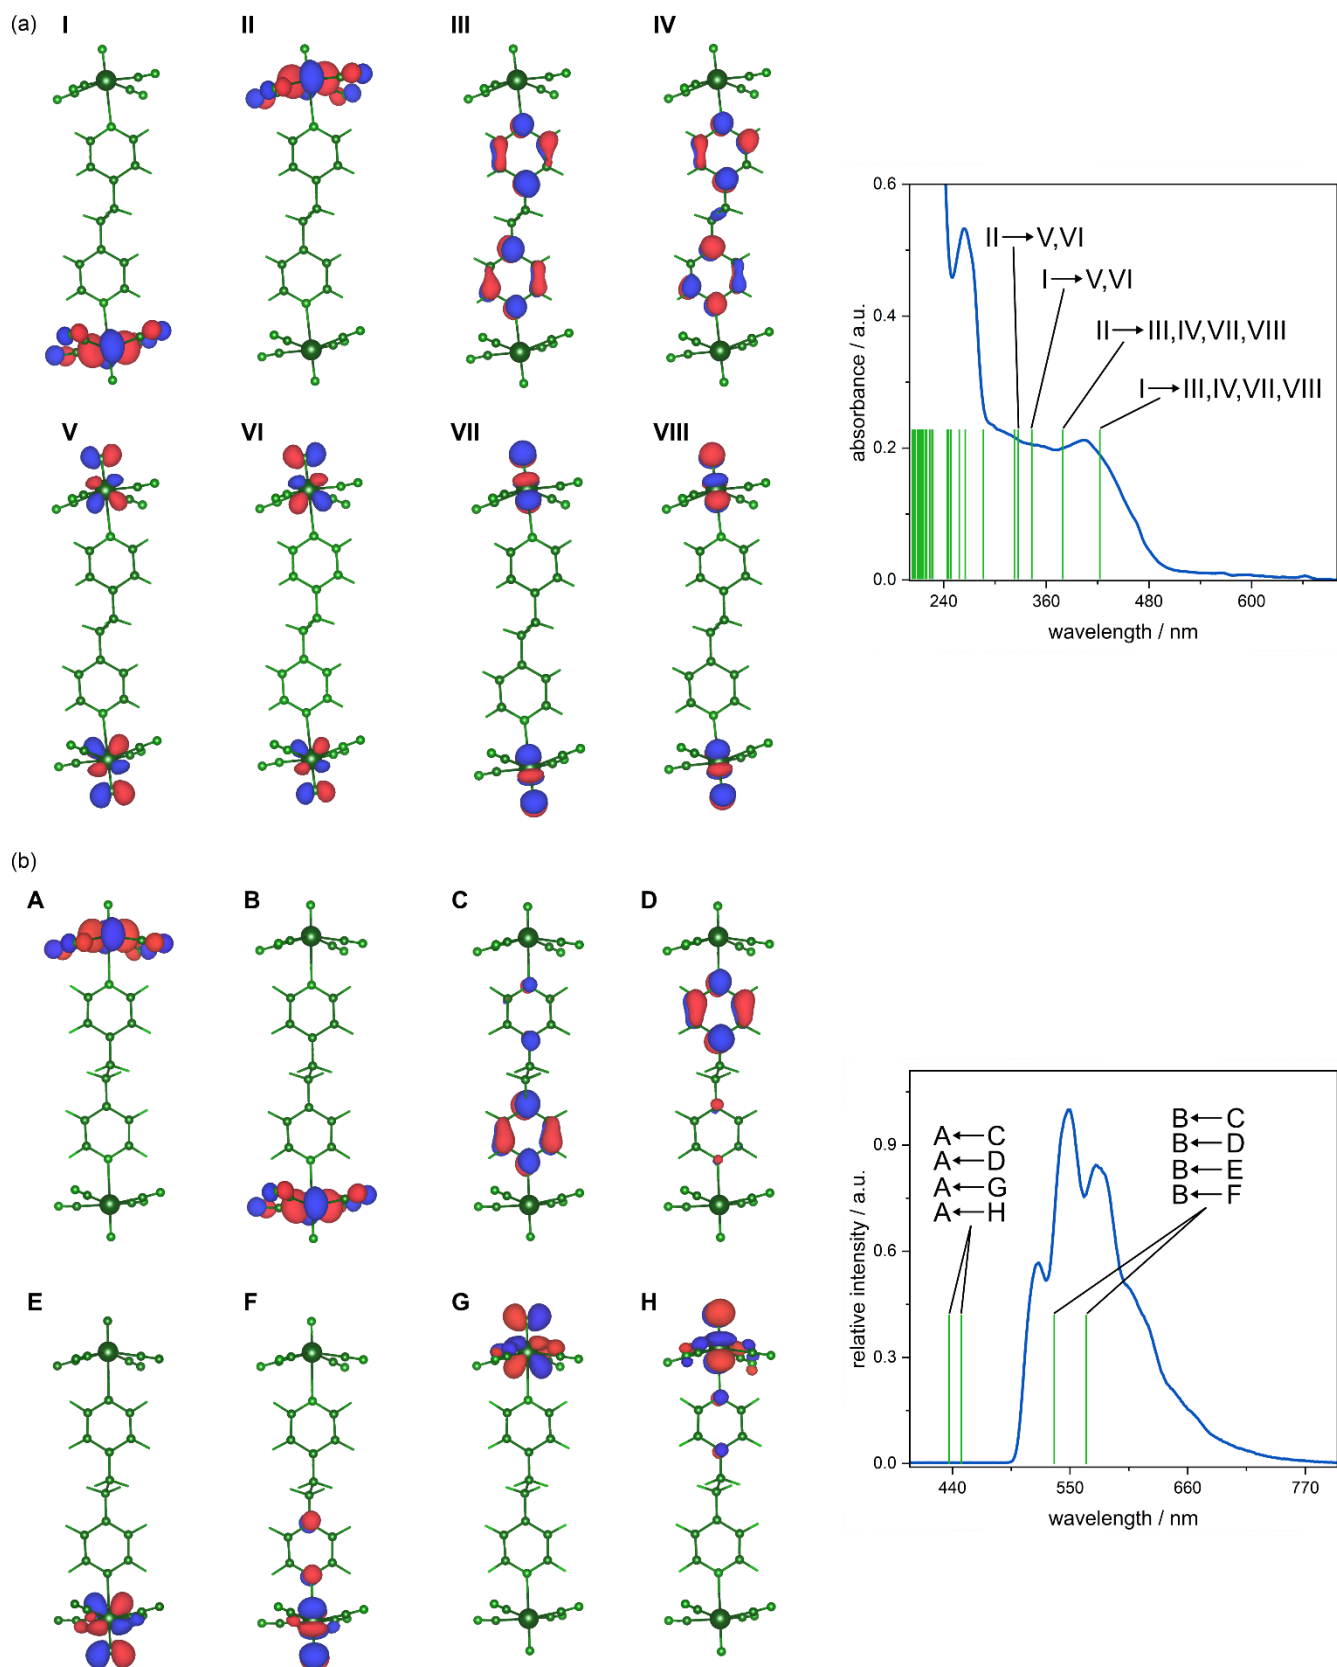 (a)
I II III IV
V VI VII VIII
0.6
0.4
0.2
0.0
absorbance / a.u.
II→V,VI
I→V,VI
II→III,IV,VII,VIII
I→III,IV,VII,VIII
240 360 480 600
wavelength / nm
(b)
A B C D
E F G H
0.9
0.6
0.3
0.0
relative intensity / a.u.
A←C
A←D
A←G
A←H
B←C
B←D
B←E
B←F
440 550 660 770
wavelength / nm